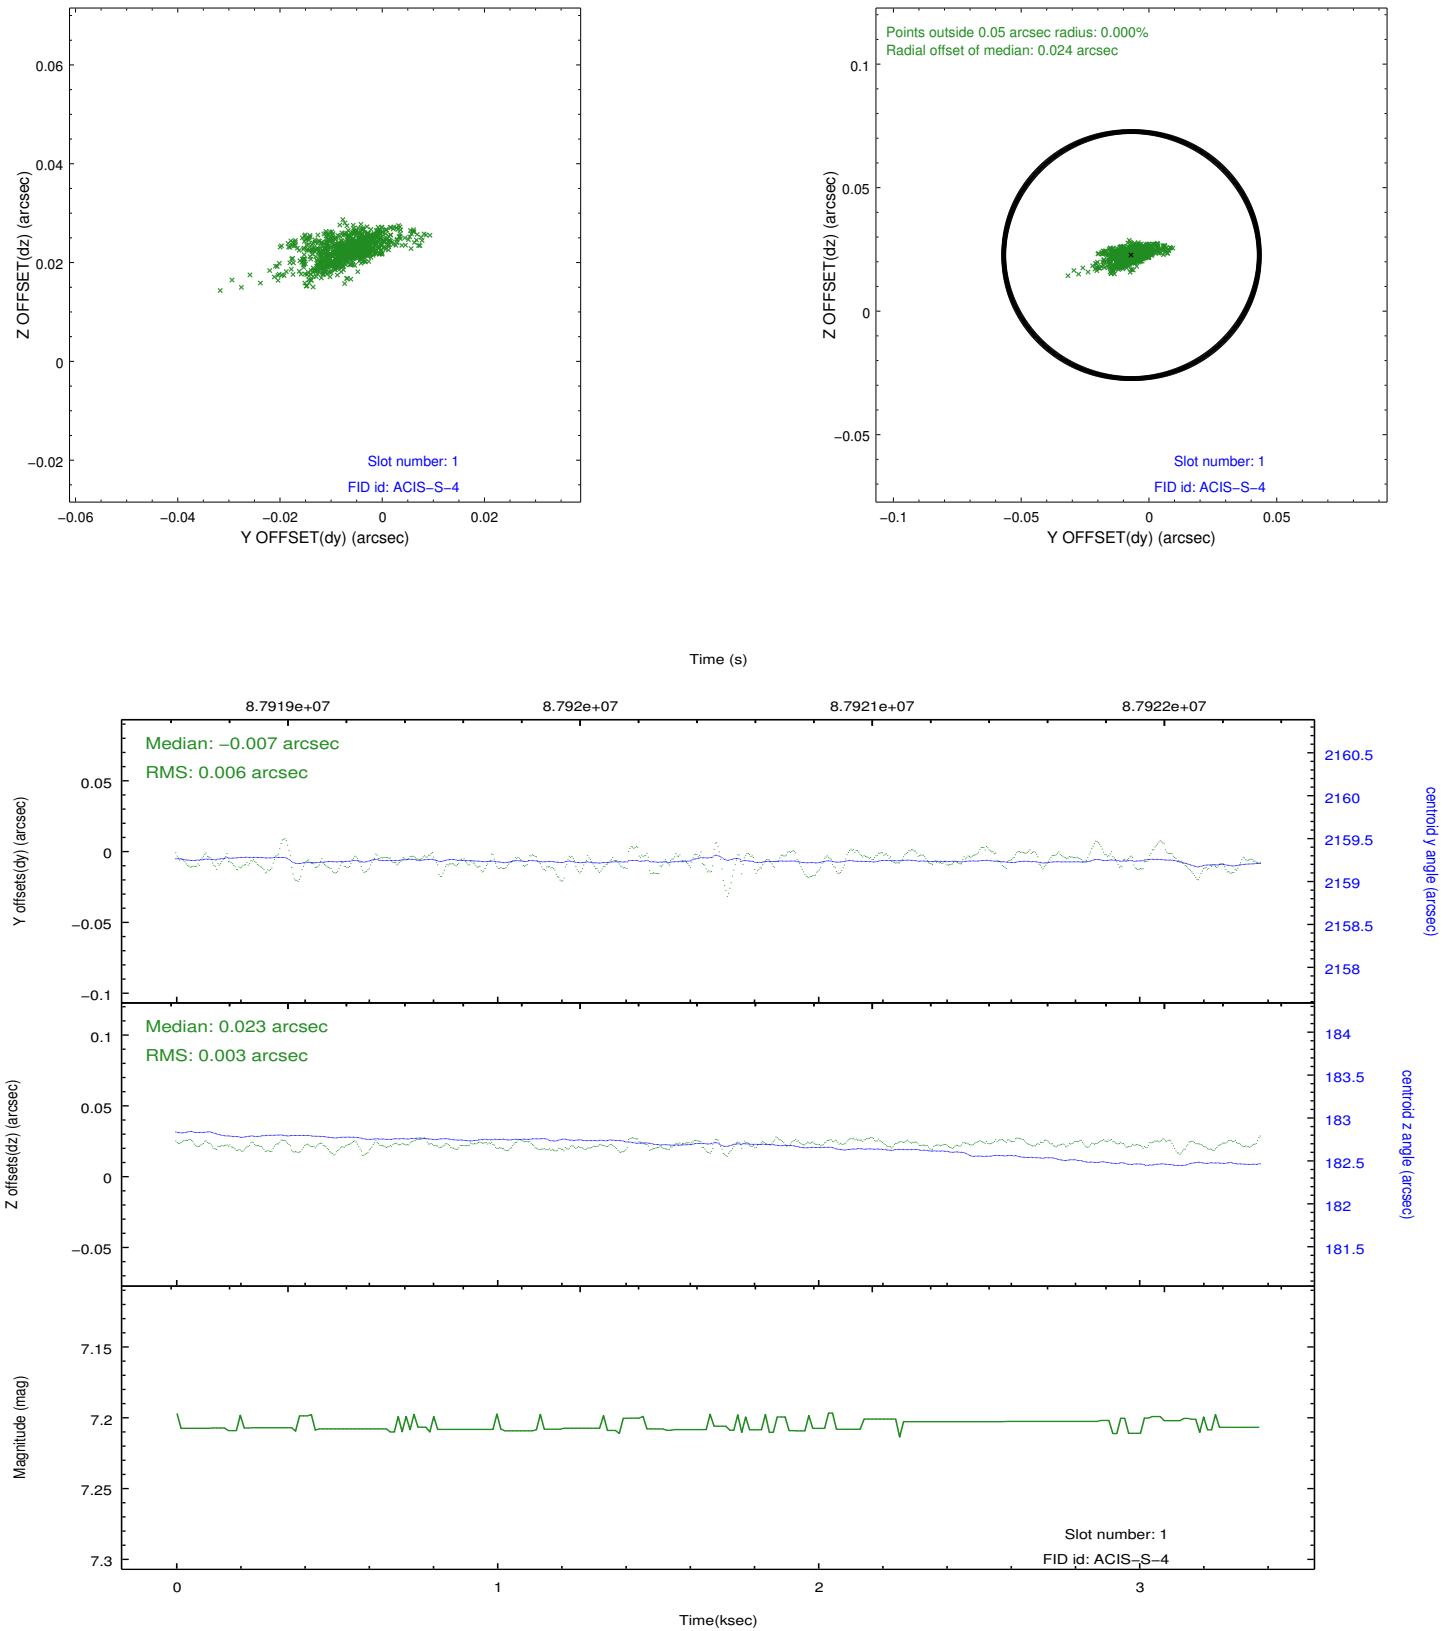 0.06
0.04
0.02
0
−0.02
Z OFFSET(dz) (arcsec)
Slot number: 1
FID id: ACIS−S−4
−0.06
−0.04
−0.02
0
0.02
Y OFFSET(dy) (arcsec)
Points outside 0.05 arcsec radius: 0.000%
Radial offset of median: 0.024 arcsec
0.1
0.05
0
−0.05
Z OFFSET(dz) (arcsec)
Slot number: 1
FID id: ACIS−S−4
−0.1
−0.05
0
0.05
Y OFFSET(dy) (arcsec)
Time (s)
8.7919e+07
8.792e+07
8.7921e+07
8.7922e+07
Median: −0.007 arcsec
RMS: 0.006 arcsec
0.05
0
−0.05
−0.1
Y offsets(dy) (arcsec)
2160.5
2160
2159.5
2159
2158.5
2158
centroid y angle (arcsec)
Median: 0.023 arcsec
RMS: 0.003 arcsec
0.1
0.05
0
−0.05
Z offsets(dz) (arcsec)
184
183.5
183
182.5
182
181.5
centroid z angle (arcsec)
7.15
7.2
7.25
7.3
Magnitude (mag)
Slot number: 1
FID id: ACIS−S−4
0
1
2
3
Time(ksec)